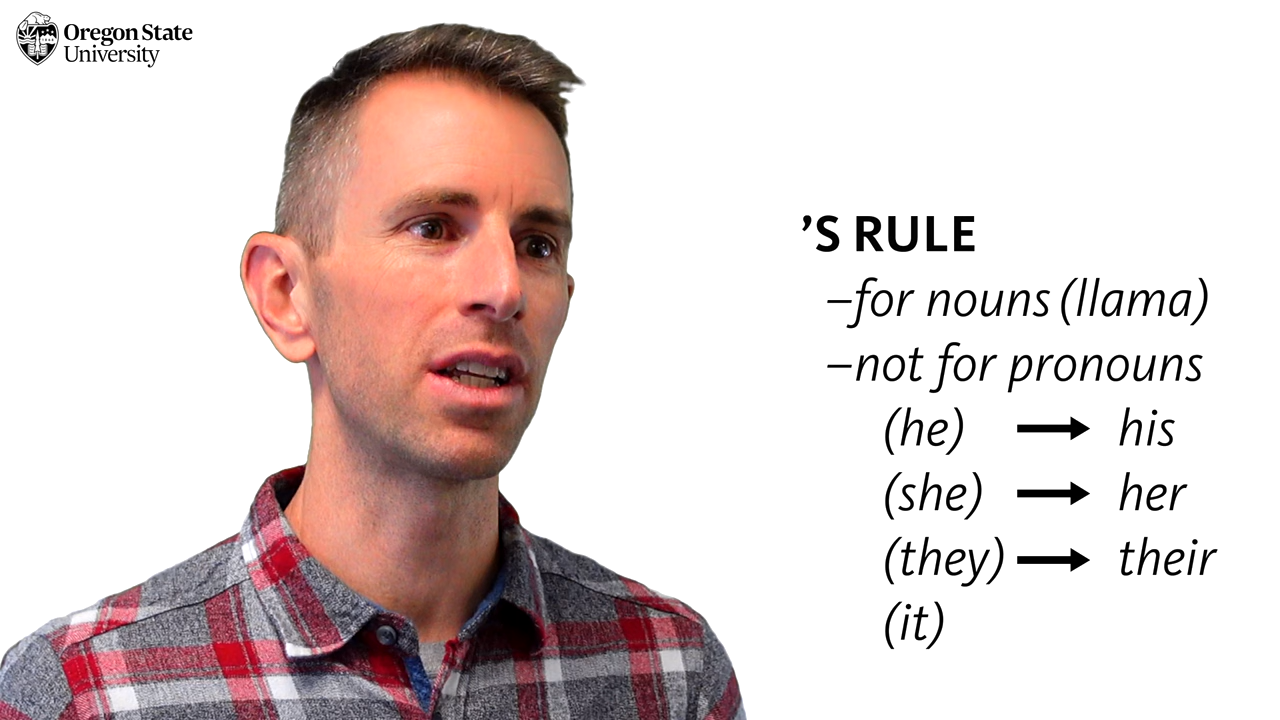 Oregon State
University
’S RULE
–for nouns (llama)
–not for pronouns
(he) → his
(she) → her
(they) → their
(it)